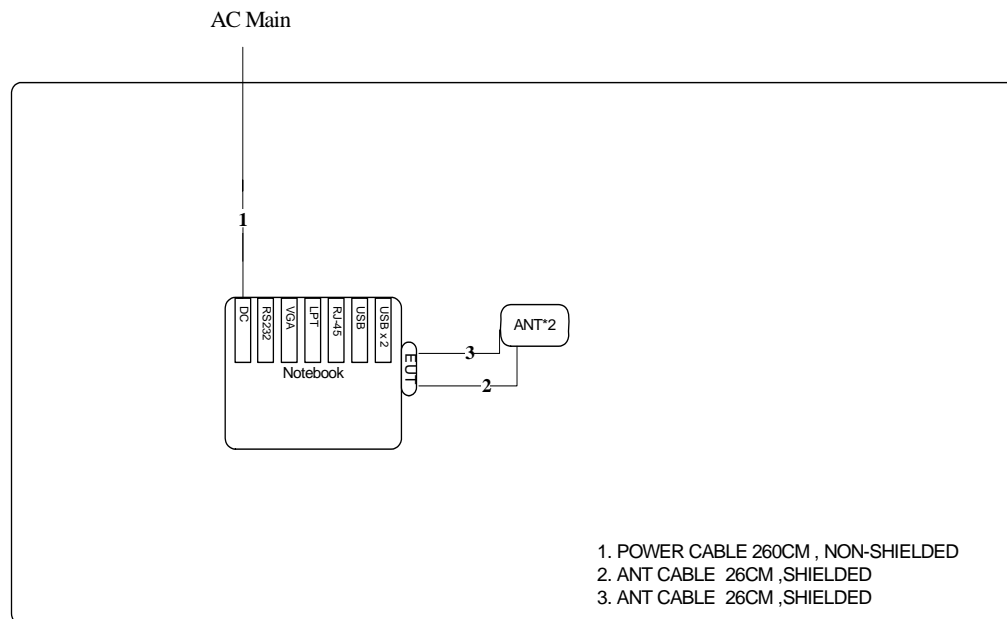 AC Main
1
DC
RS232
VGA
LPT
RJ-45
USB
USB x 2
Notebook
EUT
ANT*2
3
2
1. POWER CABLE 260CM , NON-SHIELDED
2. ANT CABLE 26CM ,SHIELDED
3. ANT CABLE 26CM ,SHIELDED